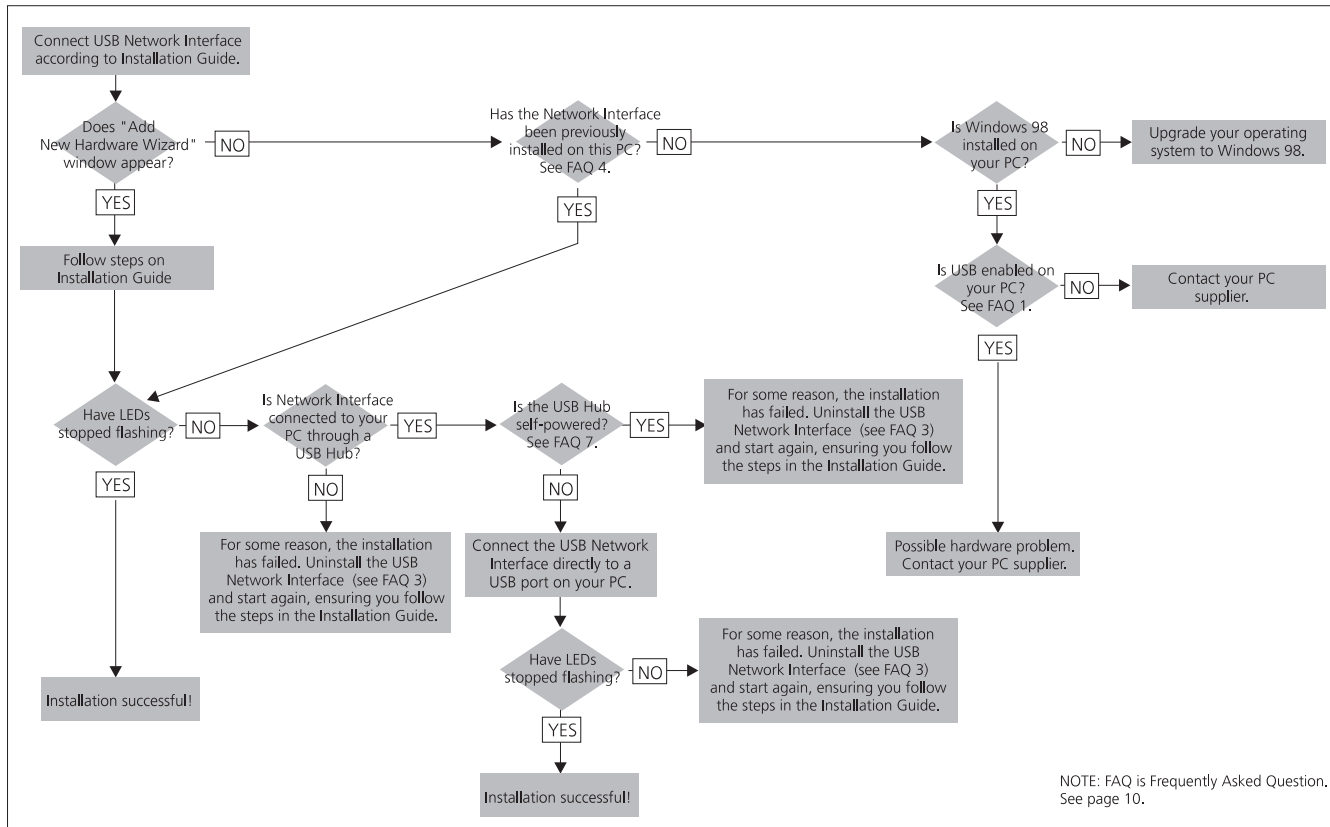 Connect USB Network Interface
according to Installation Guide.
Does "Add
New Hardware Wizard"
window appear?
NO
Has the Network Interface
been previously
installed on this PC?
See FAQ 4.
NO
Is Windows 98
installed on
your PC?
NO
Upgrade your operating
system to Windows 98.
YES
YES
YES
Follow steps on
Installation Guide
Is USB enabled on
your PC?
See FAQ 1.
NO
Contact your PC
supplier.
YES
Have LEDs
stopped flashing?
NO
Is Network Interface
connected to your
PC through a
USB Hub?
YES
Is the USB Hub
self-powered?
See FAQ 7.
YES
For some reason, the installation
has failed. Uninstall the USB
Network Interface (see FAQ 3)
and start again, ensuring you follow
the steps in the Installation Guide.
YES
NO
NO
For some reason, the installation
has failed. Uninstall the USB
Network Interface (see FAQ 3)
and start again, ensuring you follow
the steps in the Installation Guide.
Connect the USB Network
Interface directly to a
USB port on your PC.
Possible hardware problem.
Contact your PC supplier.
Have LEDs
stopped flashing?
NO
For some reason, the installation
has failed. Uninstall the USB
Network Interface (see FAQ 3)
and start again, ensuring you follow
the steps in the Installation Guide.
Installation successful!
YES
Installation successful!
NOTE: FAQ is Frequently Asked Question.
See page 10.